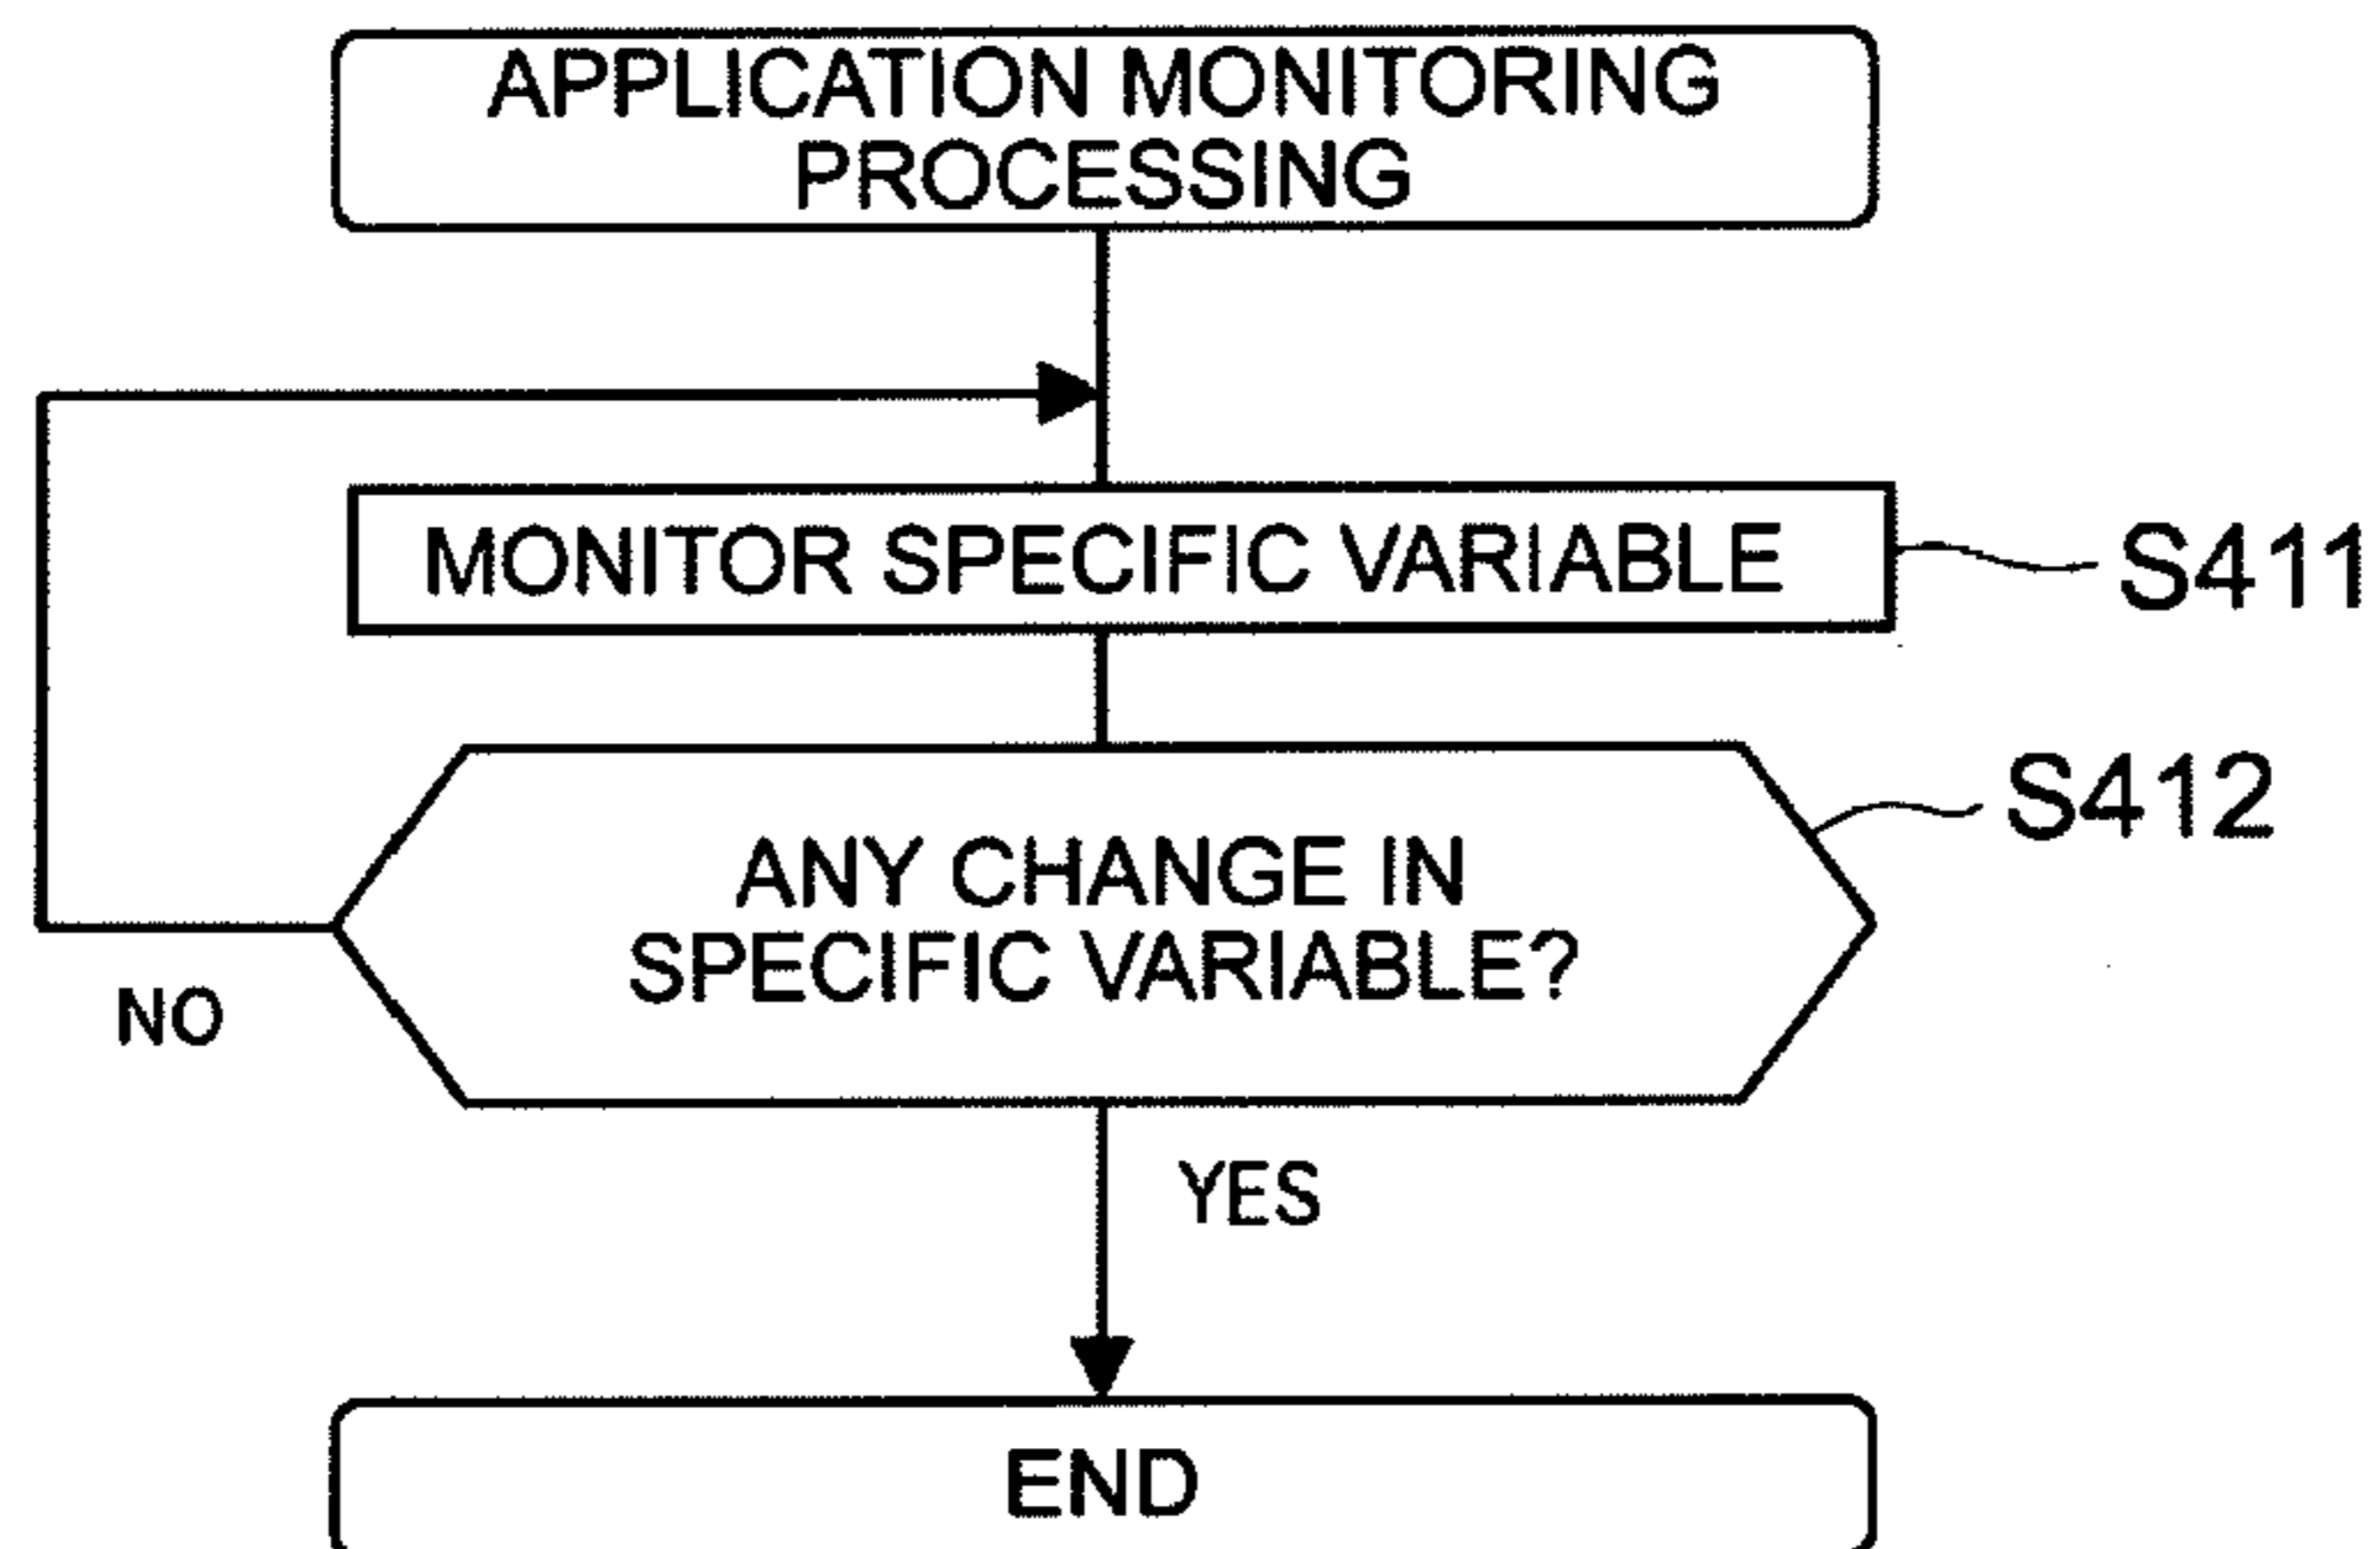 APPLICATION MONITORING
PROCESSING
MONITOR SPECIFIC VARIABLE
S411
S412
ANY CHANGE IN
SPECIFIC VARIABLE?
NO
YES
END